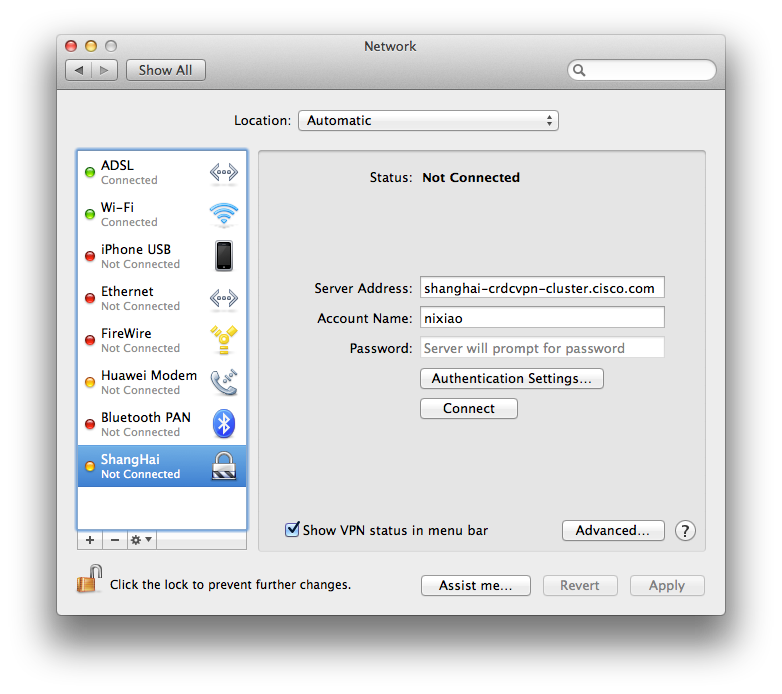 Network
Show All
Location: Automatic
ADSL
Connected
Wi-Fi
Connected
iPhone USB
Not Connected
Ethernet
Not Connected
FireWire
Not Connected
Huawei Modem
Not Connected
Bluetooth PAN
Not Connected
ShangHai
Not Connected
Status: Not Connected
Server Address: shanghai-crdcvpn-cluster.cisco.com
Account Name: nixiao
Password: Server will prompt for password
Authentication Settings...
Connect
Show VPN status in menu bar
Advanced...
?
Click the lock to prevent further changes.
Assist me...
Revert
Apply